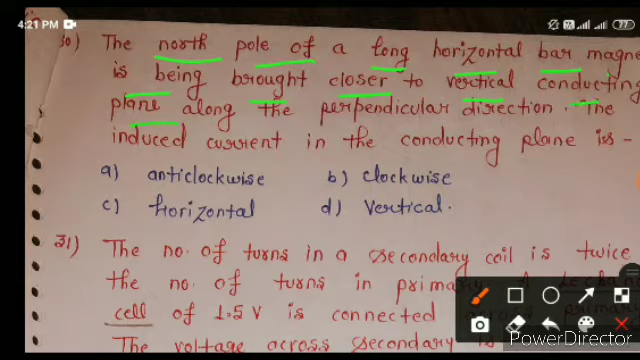 4:21 PM
77
30) The north pole of a long horizontal bar magne
is being brought closer to vertical conducting
plane along the perpendicular direction. The
induced current in the conducting plane is -
a) anticlockwise b) clockwise
c) horizontal d) vertical.
31) The no. of turns in a secondary coil is twice
the no. of turns in primary
cell of 1.5 V is connected
The voltage across secondary is
PowerDirector